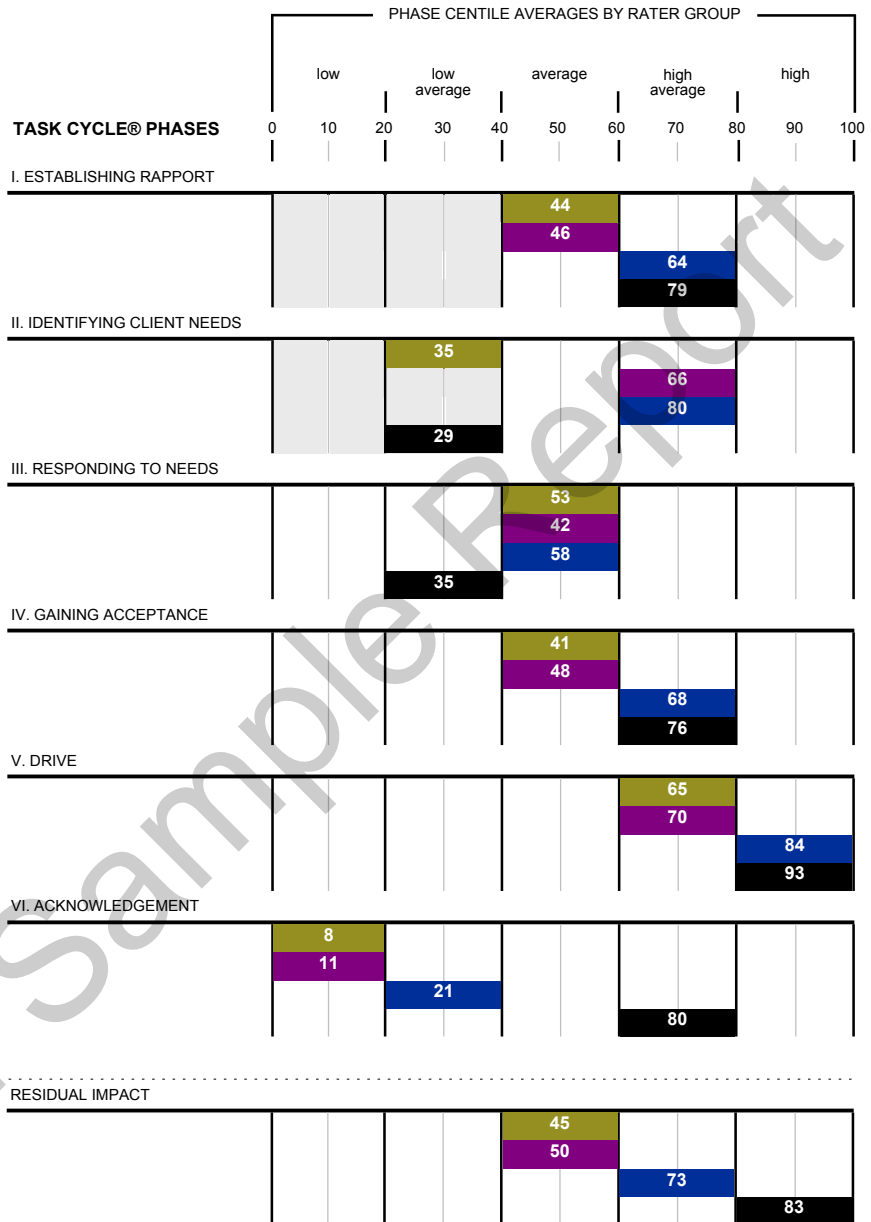 PHASE CENTILE AVERAGES BY RATER GROUP
low low average high high
average average
TASK CYCLE® PHASES 0 10 20 30 40 50 60 70 80 90 100
I. ESTABLISHING RAPPORT
44
46
64
79
II. IDENTIFYING CLIENT NEEDS
35
66
80
29
III. RESPONDING TO NEEDS
53
42
58
35
IV. GAINING ACCEPTANCE
41
48
68
76
V. DRIVE
65
70
84
93
VI. ACKNOWLEDGEMENT
8
11
21
80
RESIDUAL IMPACT
45
50
73
83
Sample Report